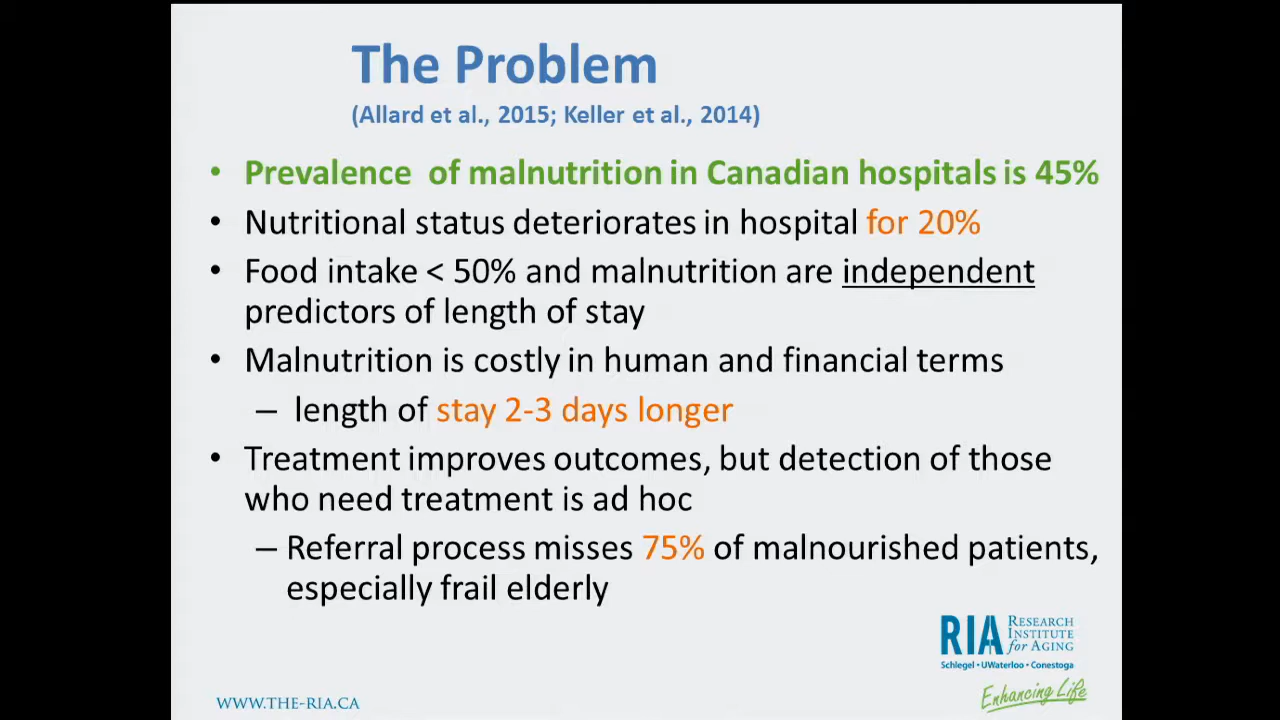 The Problem
(Allard et al., 2015; Keller et al., 2014)
• Prevalence of malnutrition in Canadian hospitals is 45%
• Nutritional status deteriorates in hospital for 20%
• Food intake < 50% and malnutrition are independent
predictors of length of stay
• Malnutrition is costly in human and financial terms
– length of stay 2-3 days longer
• Treatment improves outcomes, but detection of those
who need treatment is ad hoc
– Referral process misses 75% of malnourished patients,
especially frail elderly
RIA RESEARCH
INSTITUTE
for AGING
Schlegel • UWaterloo • Conestoga
Enhancing Life
WWW.THE-RIA.CA